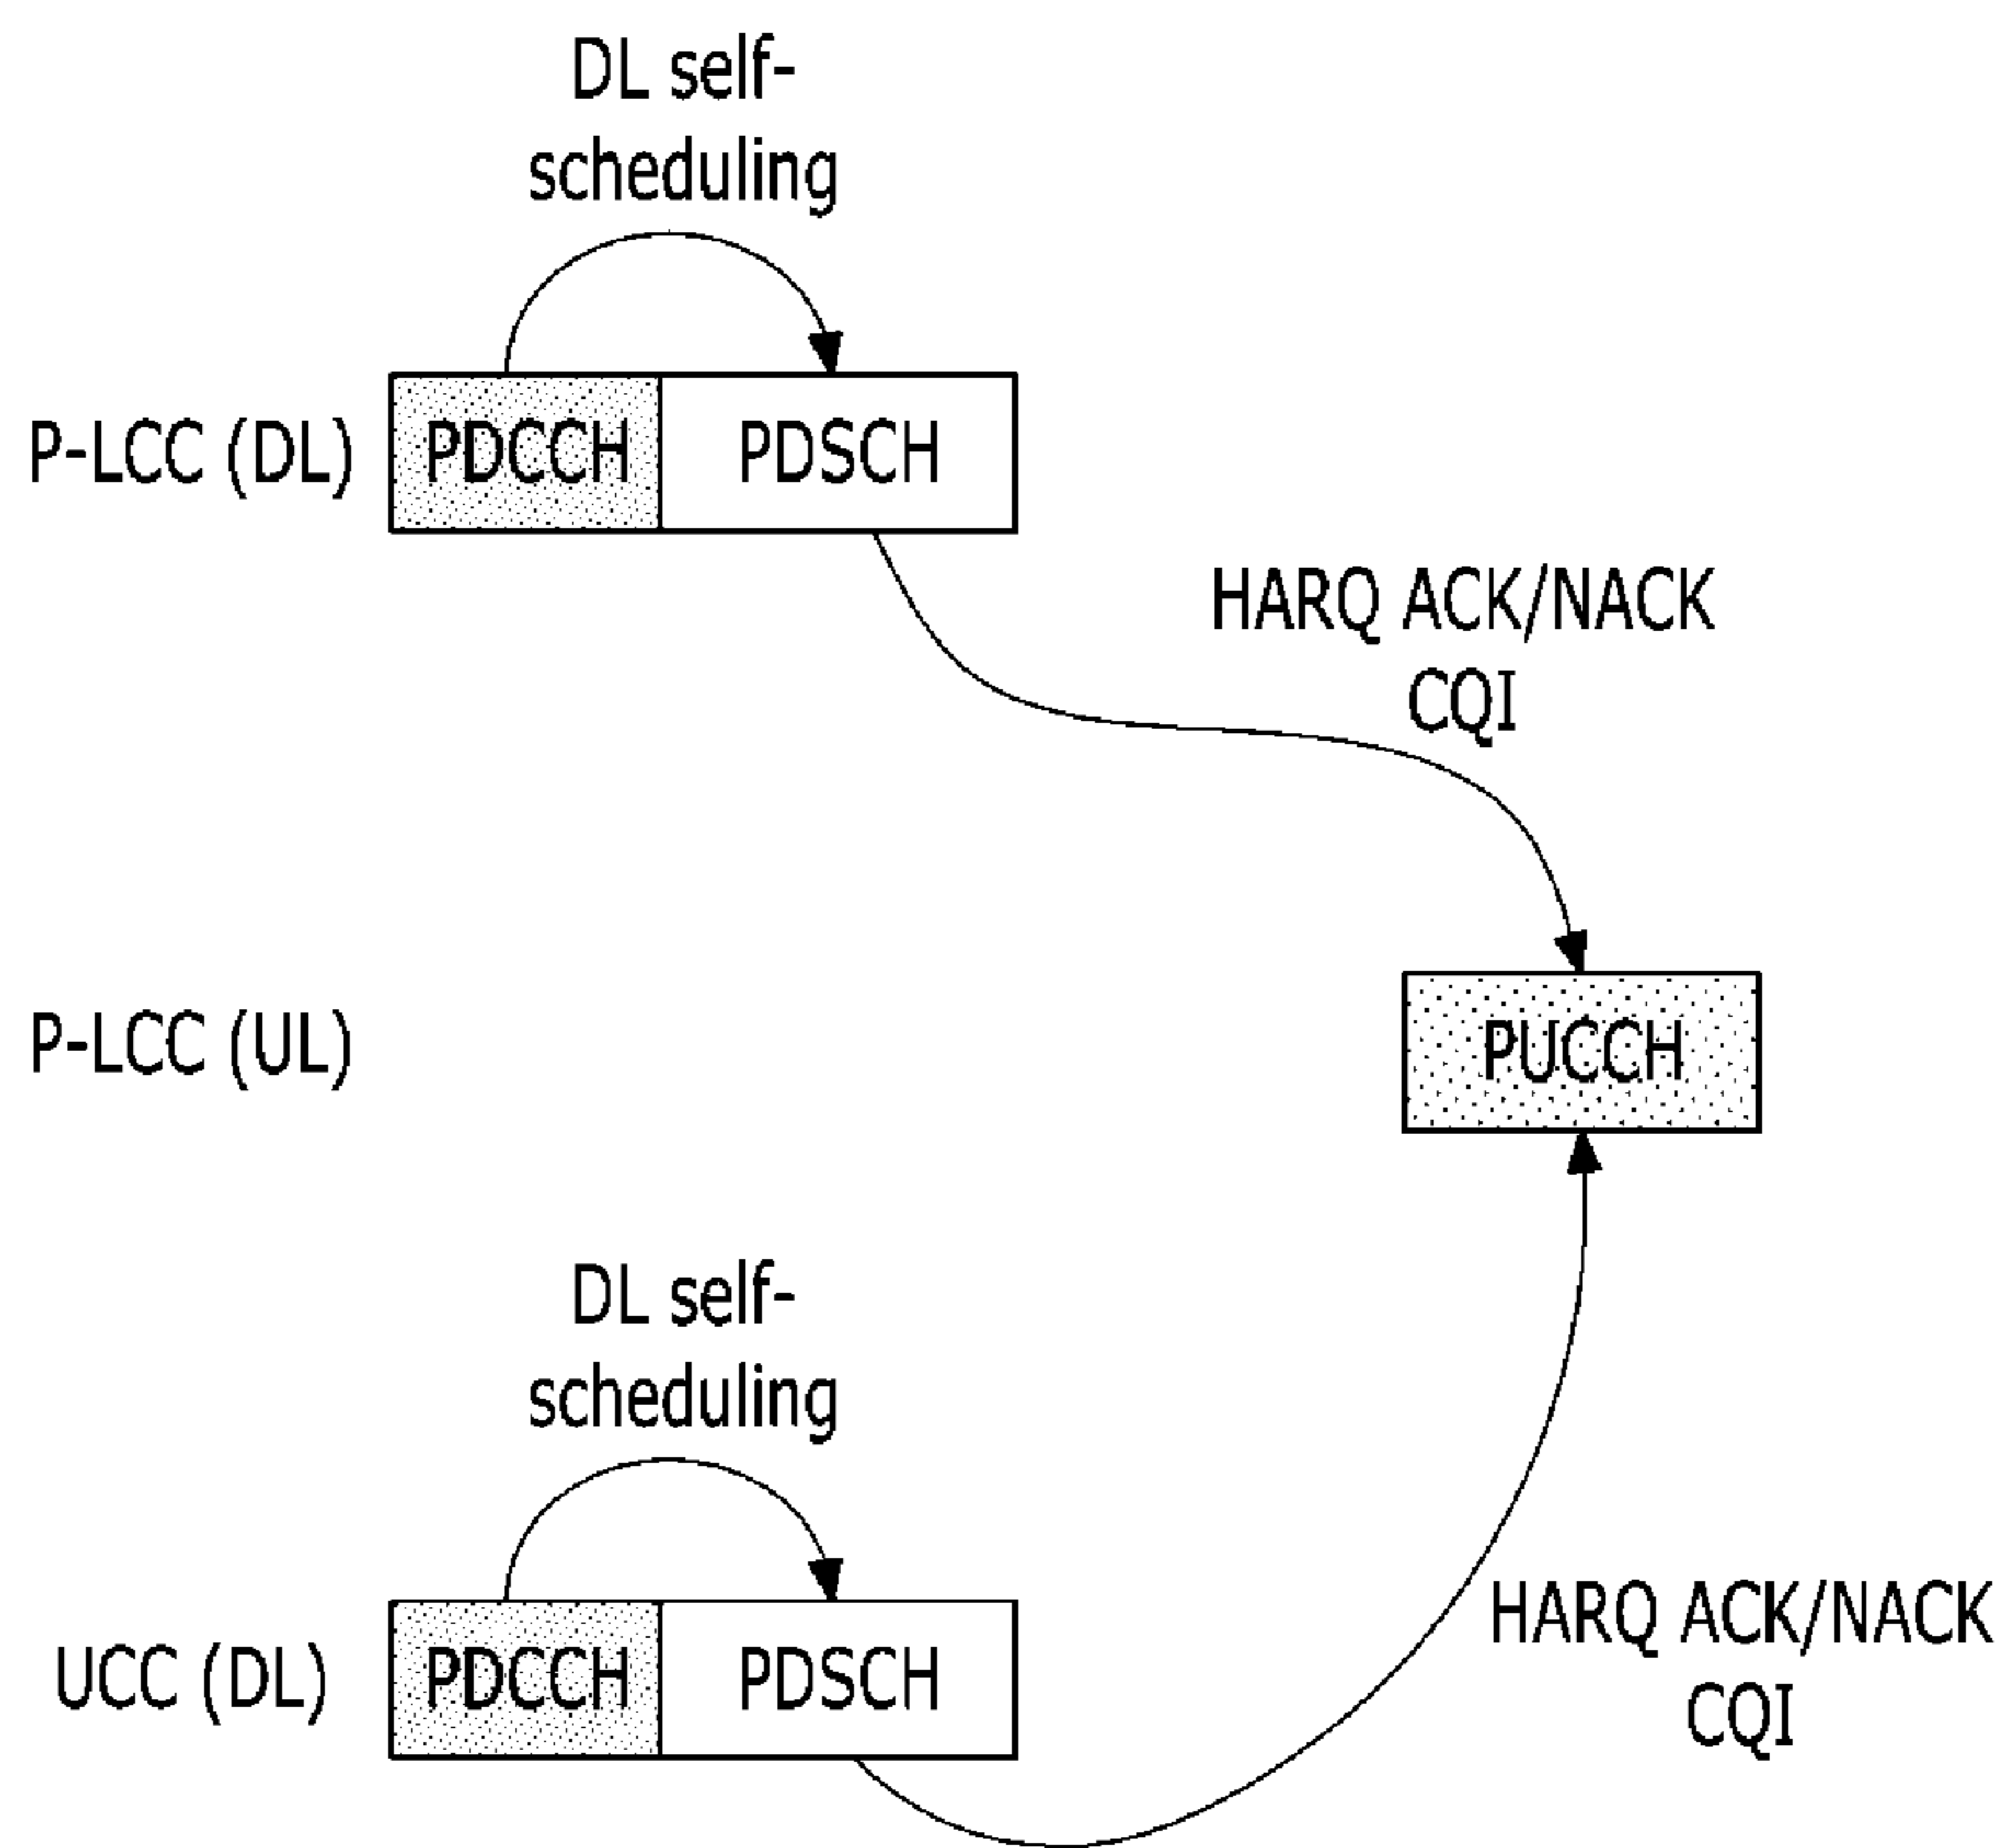 DL self-
scheduling
P-LCC (DL)
PDCCH
PDSCH
HARQ ACK/NACK
CQI
P-LCC (UL)
PUCCH
DL self-
scheduling
UCC (DL)
PDCCH
PDSCH
HARQ ACK/NACK
CQI